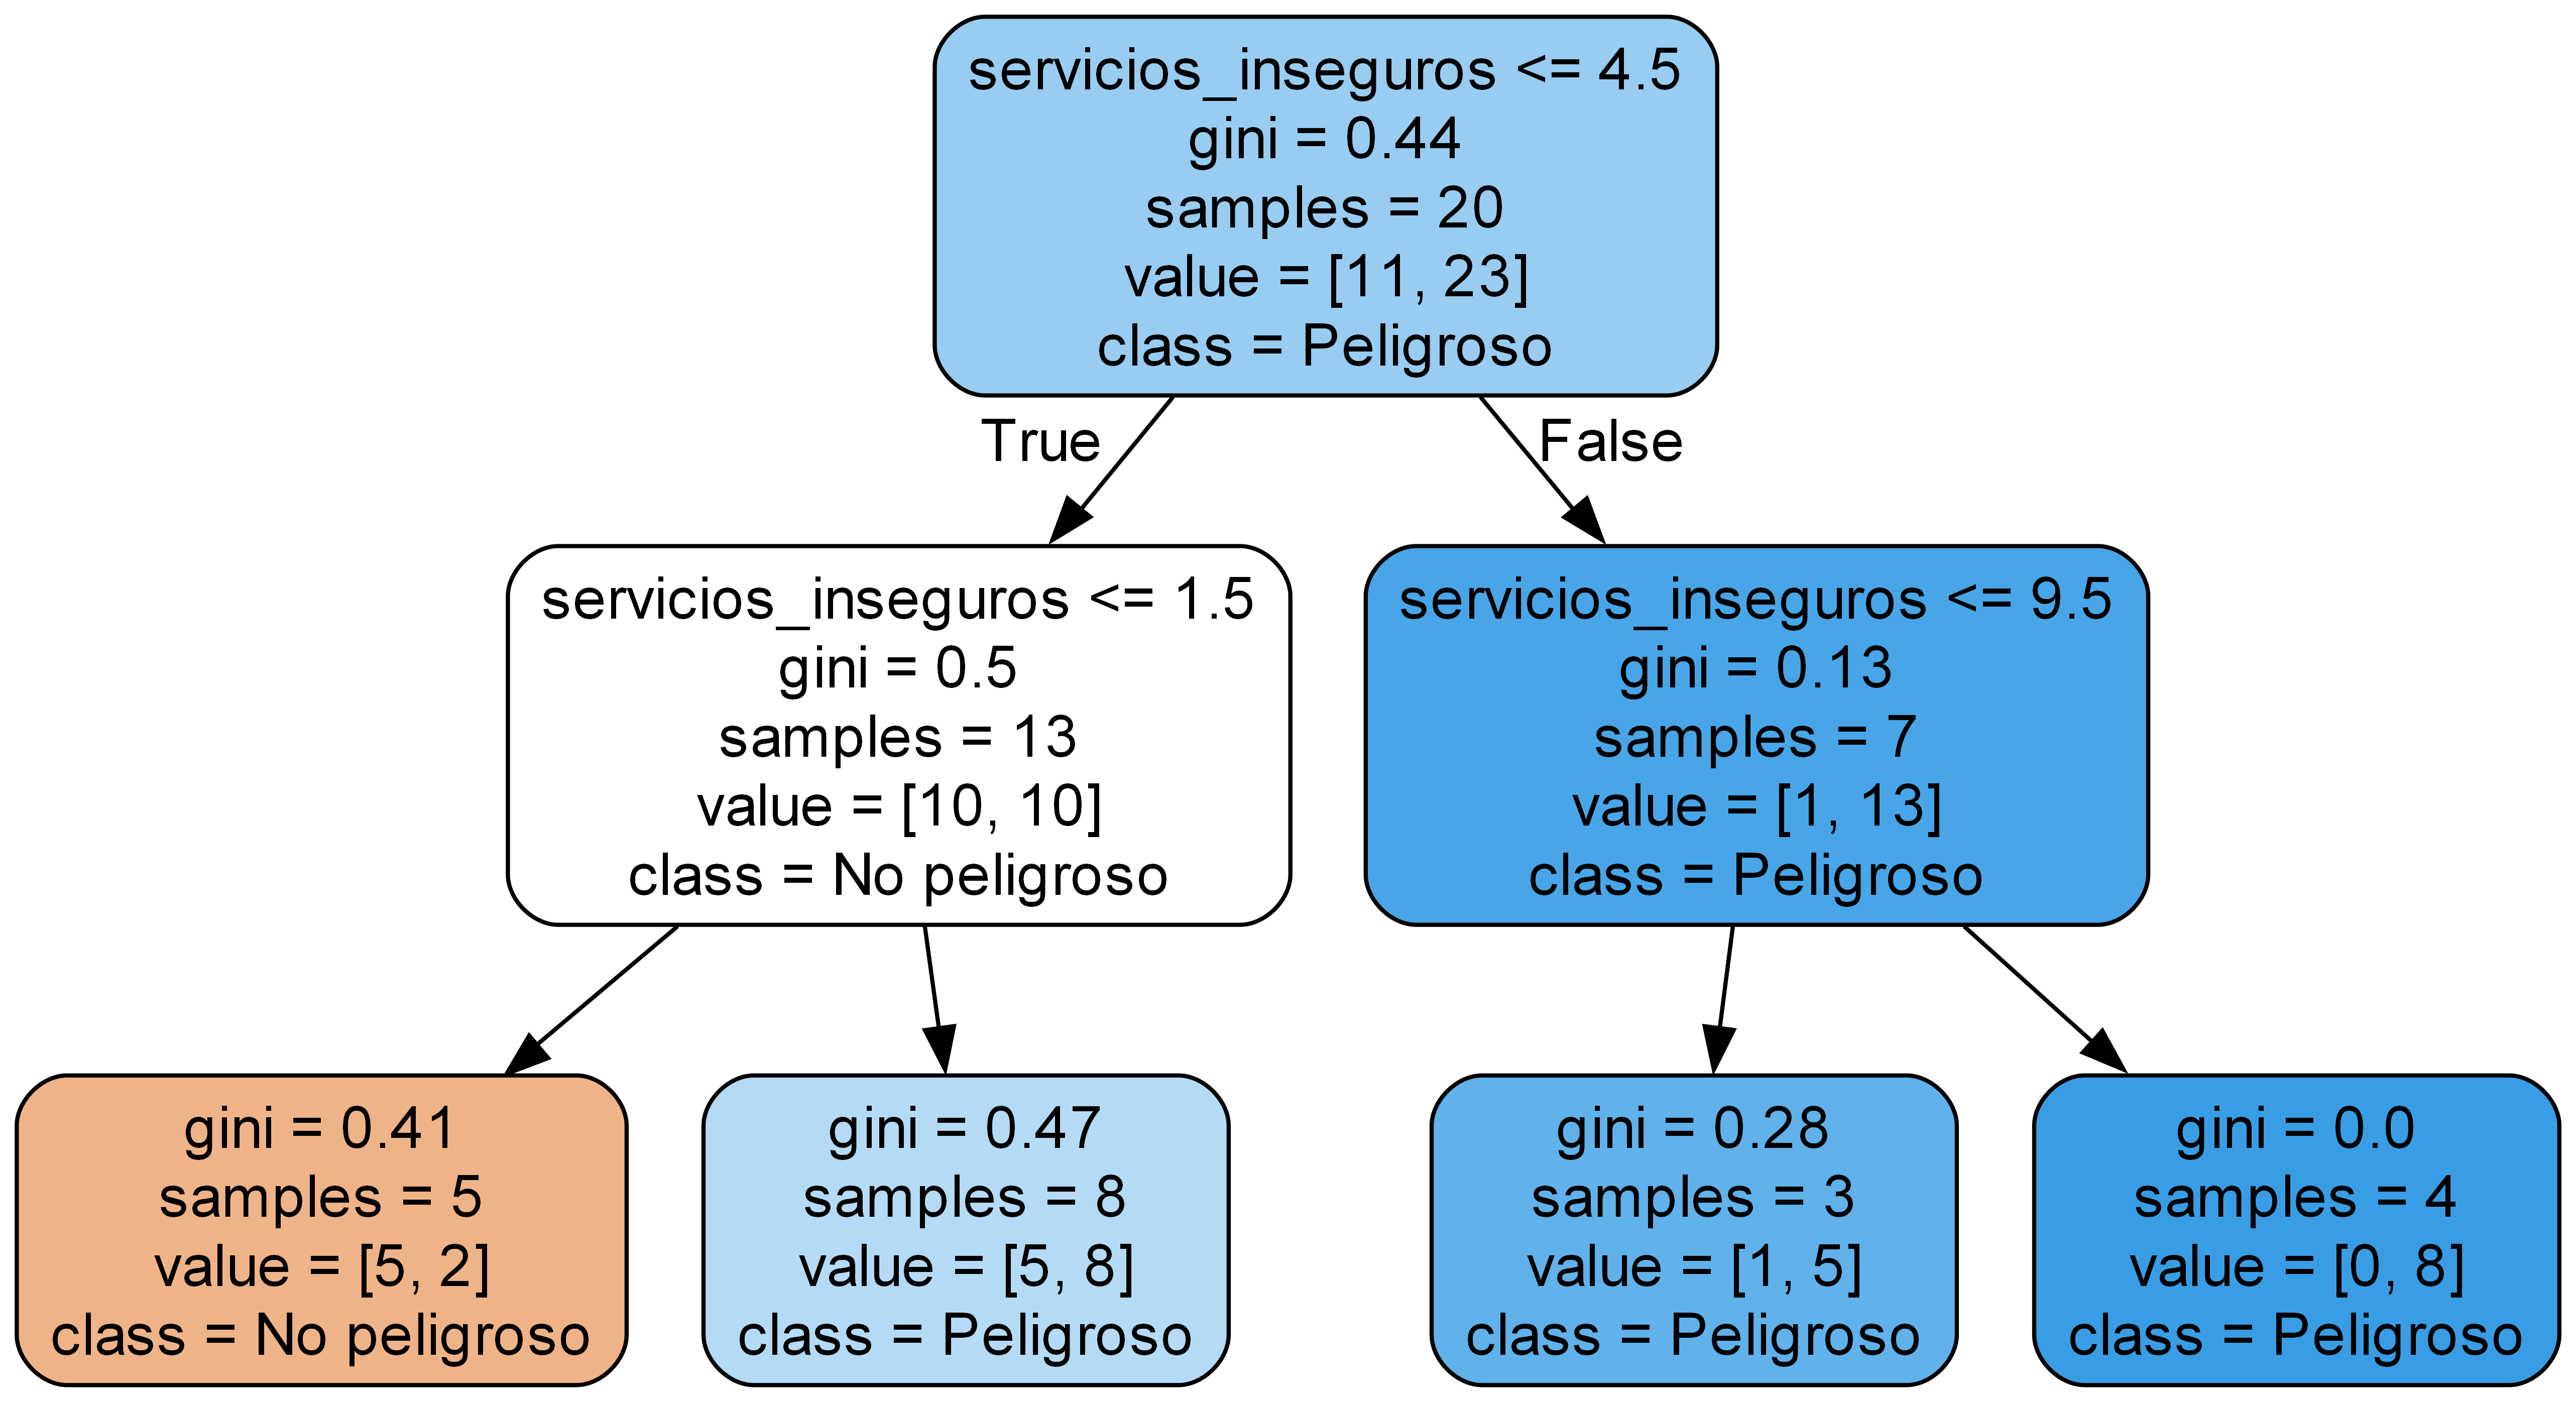 servicios_inseguros <= 4.5
gini = 0.44
samples = 20
value = [11, 23]
class = Peligroso
True
False
servicios_inseguros <= 1.5
gini = 0.5
samples = 13
value = [10, 10]
class = No peligroso
servicios_inseguros <= 9.5
gini = 0.13
samples = 7
value = [1, 13]
class = Peligroso
gini = 0.41
samples = 5
value = [5, 2]
class = No peligroso
gini = 0.47
samples = 8
value = [5, 8]
class = Peligroso
gini = 0.28
samples = 3
value = [1, 5]
class = Peligroso
gini = 0.0
samples = 4
value = [0, 8]
class = Peligroso